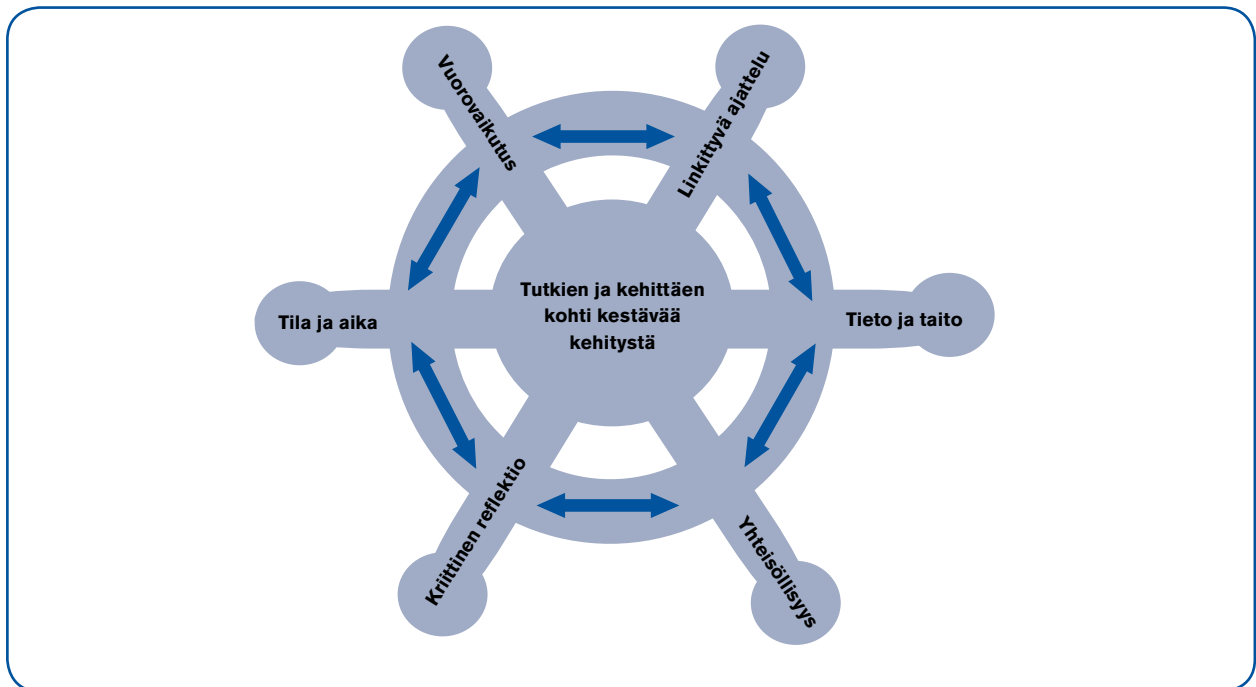 Vuorovaikutus
Linkittyvä ajattelu
Tila ja aika
Tutkien ja kehittäen
kohti kestävää
kehitystä
Tieto ja taito
Kriittinen reflektio
Yhteisöllisyys